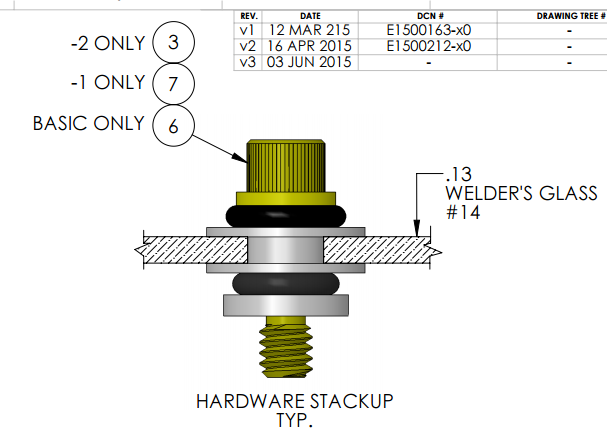 REV. DATE DCN # DRAWING TREE #
v1 12 MAR 215 E1500163-x0 -
v2 16 APR 2015 E1500212-x0 -
v3 03 JUN 2015 - -
-2 ONLY 3
-1 ONLY 7
BASIC ONLY 6
.13
WELDER'S GLASS
#14
HARDWARE STACKUP
TYP.